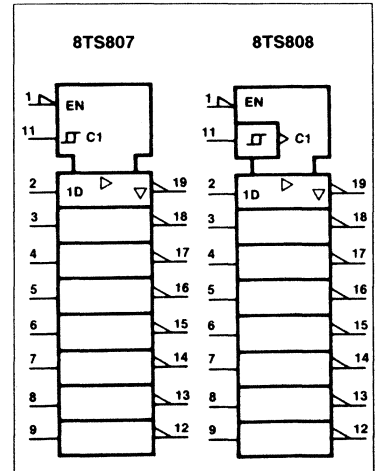 8TS807 8TS808
1 EN 1 EN
11 C1 11 C1
2 1D 19 2 1D 19
3 18 3 18
4 17 4 17
5 16 5 16
6 15 6 15
7 14 7 14
8 13 8 13
9 12 9 12